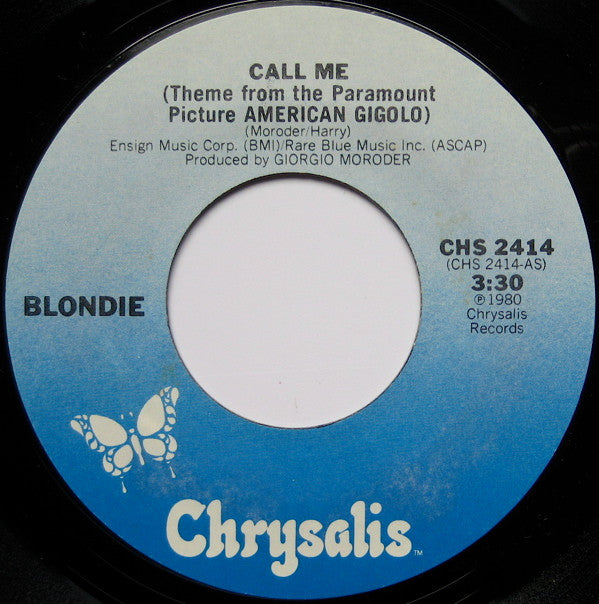 CALL ME
(Theme from the Paramount
Picture AMERICAN GIGOLO)
(Moroder/Harry)
Ensign Music Corp. (BMI)/Rare Blue Music Inc. (ASCAP)
Produced by GIORGIO MORODER
CHS 2414
(CHS 2414-AS)
3:30
℗1980
Chrysalis
Records
BLONDIE
Chrysalis™